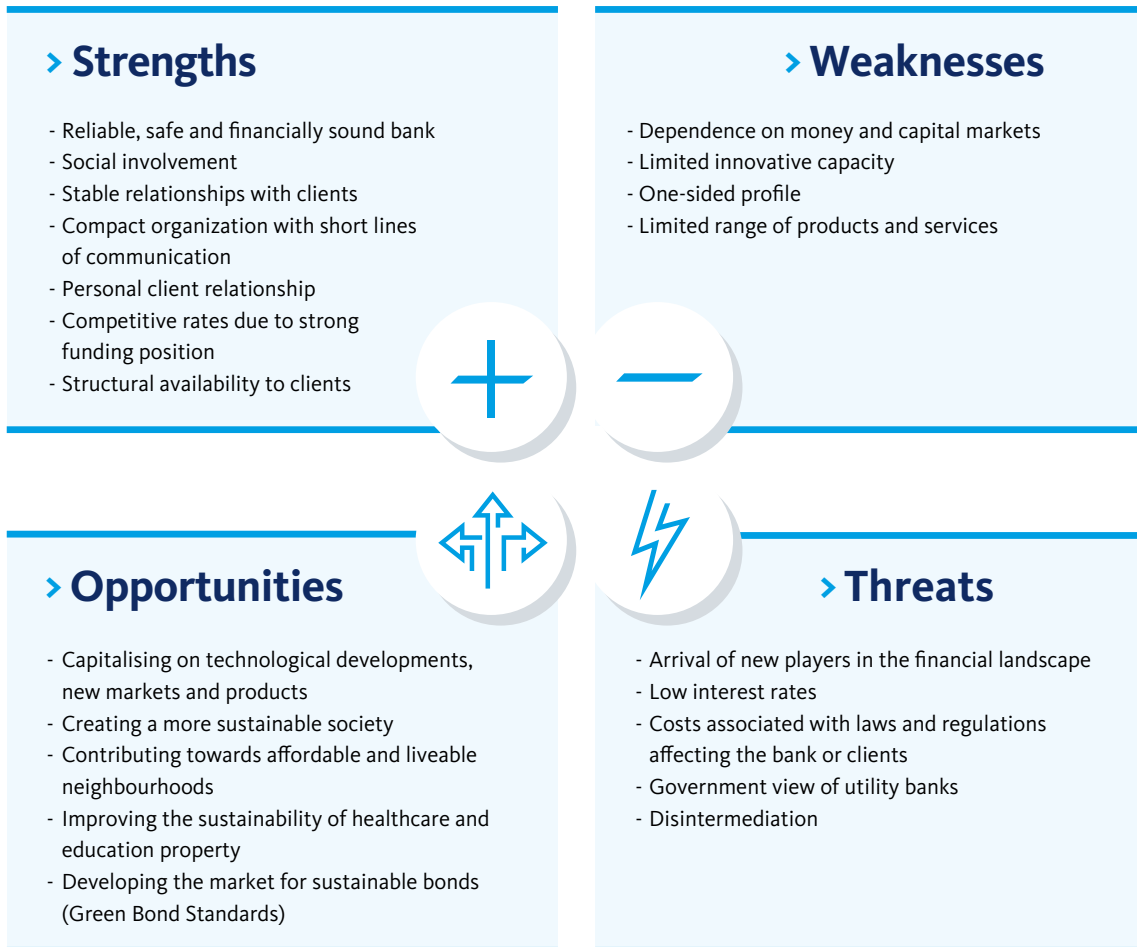 > Strengths
- Reliable, safe and financially sound bank
- Social involvement
- Stable relationships with clients
- Compact organization with short lines
of communication
- Personal client relationship
- Competitive rates due to strong
funding position
- Structural availability to clients
> Weaknesses
- Dependence on money and capital markets
- Limited innovative capacity
- One-sided profile
- Limited range of products and services
> Opportunities
- Capitalising on technological developments,
new markets and products
- Creating a more sustainable society
- Contributing towards affordable and liveable
neighbourhoods
- Improving the sustainability of healthcare and
education property
- Developing the market for sustainable bonds
(Green Bond Standards)
> Threats
- Arrival of new players in the financial landscape
- Low interest rates
- Costs associated with laws and regulations
affecting the bank or clients
- Government view of utility banks
- Disintermediation